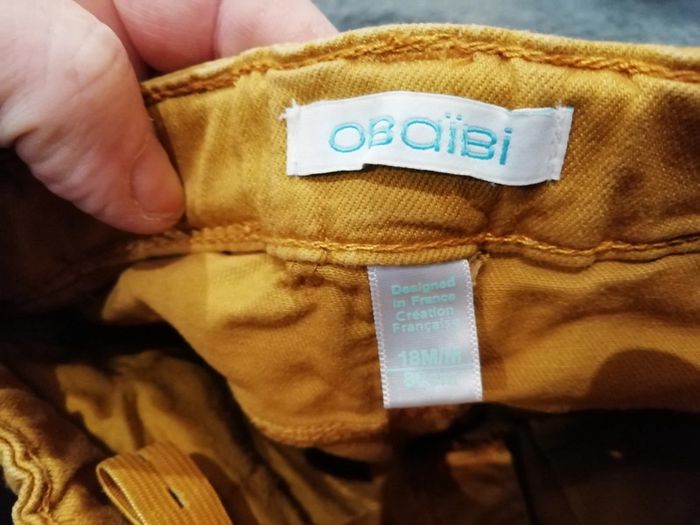 OBaïBi
Designed
in France
Création
Française
18M/M